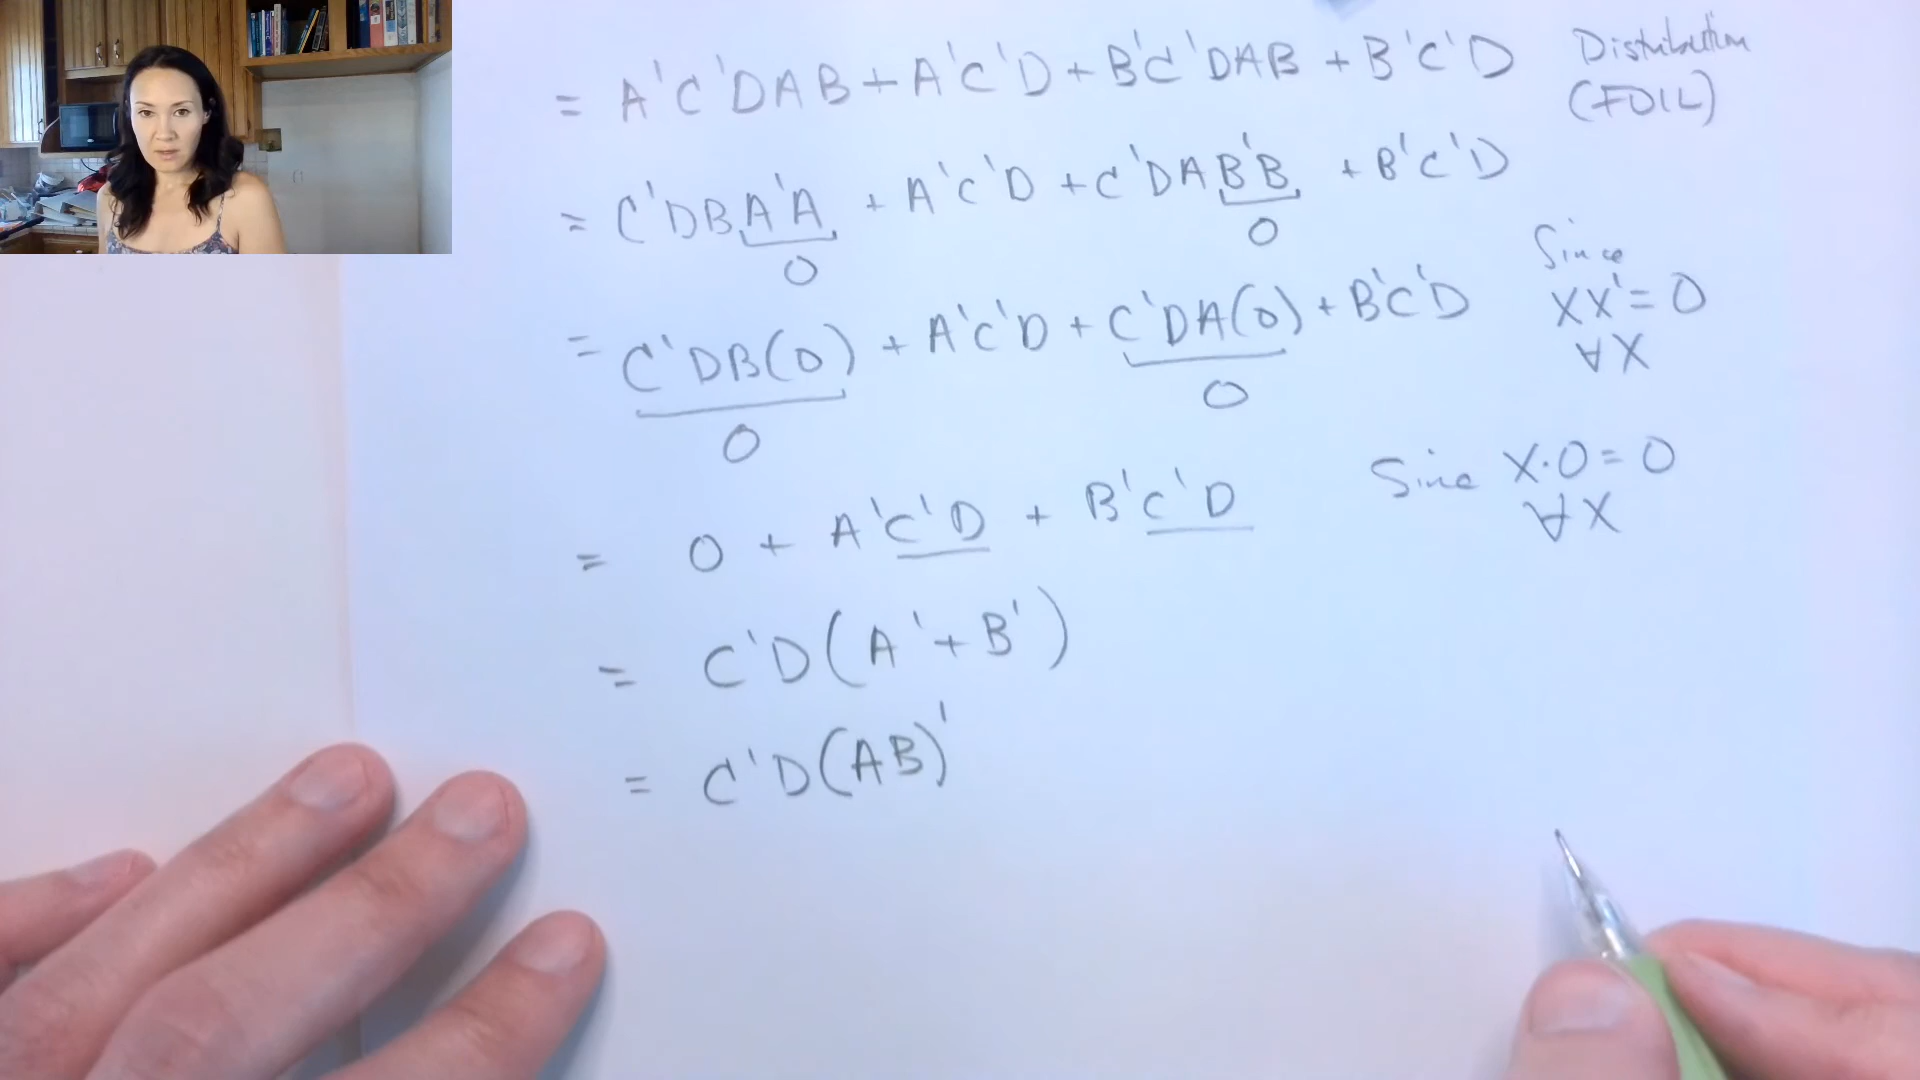 = A'C'DAB + A'C'D + B'C'DAB + B'C'D Distribution
(FOIL)
= C'DBA'A + A'C'D + C'DAB'B + B'C'D
0 0
Since
= C'DB(0) + A'C'D + C'DA(0) + B'C'D XX' = 0
∀X
0 0
= 0 + A'C'D + B'C'D Since X·0 = 0
∀X
= C'D(A' + B')
= C'D(AB)'